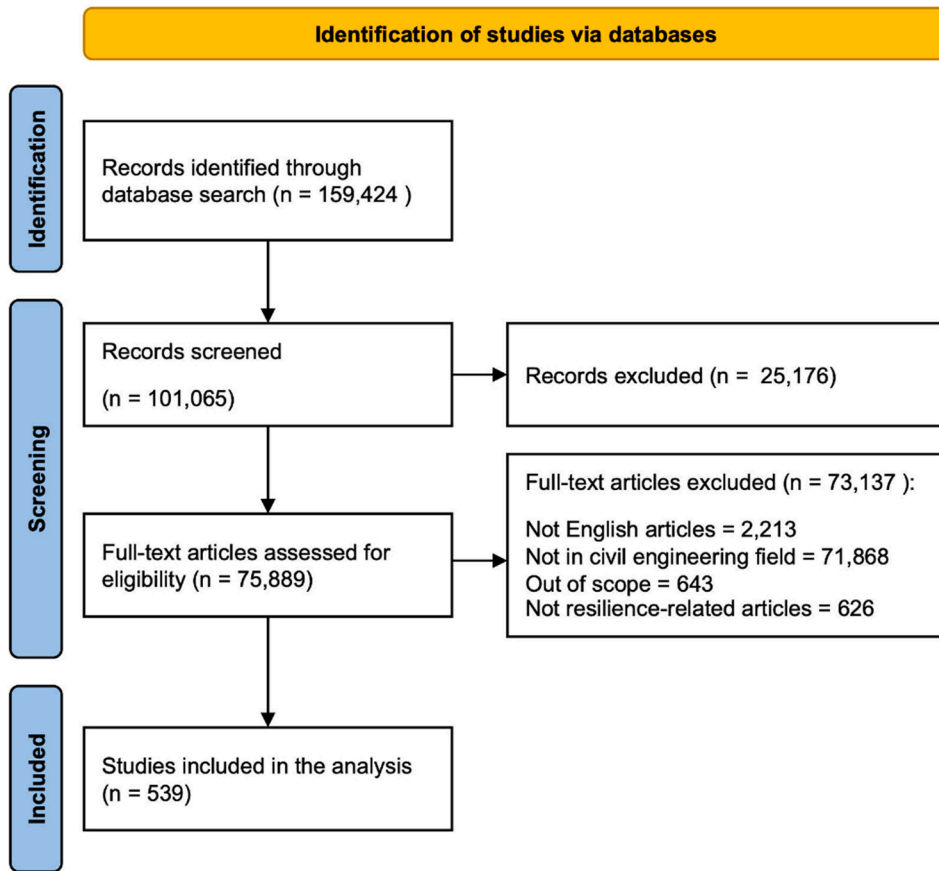 Identification of studies via databases
Identification
Records identified through
database search (n = 159,424 )
Screening
Records screened
(n = 101,065)
Records excluded (n =  25,176)
Full-text articles assessed for
eligibility (n = 75,889)
Full-text articles excluded (n = 73,137 ):
Not English articles = 2,213
Not in civil engineering field = 71,868
Out of scope = 643
Not resilience-related articles = 626
Included
Studies included in the analysis
(n = 539)